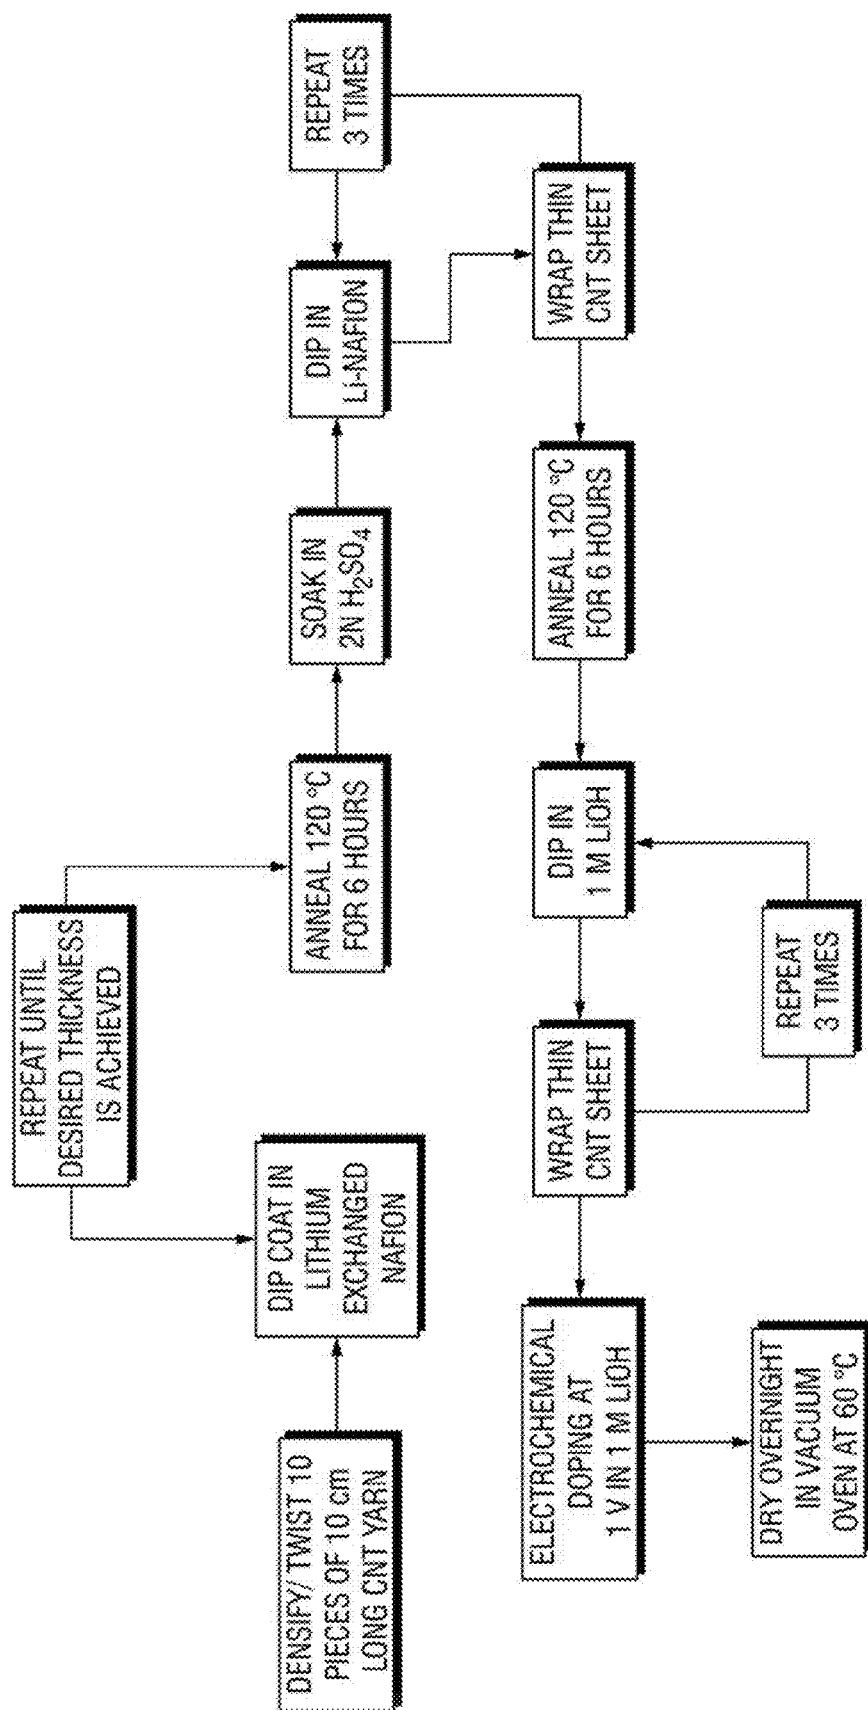 DENSIFY/ TWIST 10
PIECES OF 10 cm
LONG CNT YARN
DIP COAT IN
LITHIUM
EXCHANGED
NAFION
REPEAT UNTIL
DESIRED THICKNESS
IS ACHIEVED
ANNEAL 120 °C
FOR 6 HOURS
SOAK IN
2N H₂SO₄
DIP IN
Li-NAFION
REPEAT
3 TIMES
WRAP THIN
CNT SHEET
ANNEAL 120 °C
FOR 6 HOURS
DIP IN
1 M LiOH
WRAP THIN
CNT SHEET
REPEAT
3 TIMES
ELECTROCHEMICAL
DOPING AT
1 V IN 1 M LiOH
DRY OVERNIGHT
IN VACUUM
OVEN AT 60 °C